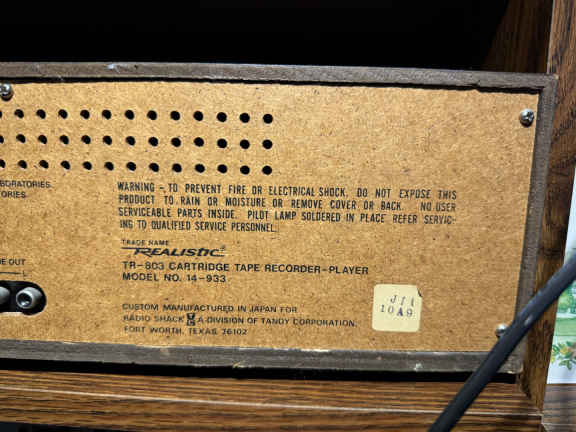 BORATORIES.
TORIES.
WARNING -, TO PREVENT FIRE OR ELECTRICAL SHOCK, DO NOT EXPOSE THIS
PRODUCT TO RAIN OR MOISTURE OR REMOVE COVER OR BACK. NO USER
SERVICEABLE PARTS INSIDE. PILOT LAMP SOLDERED IN PLACE. REFER SERVIC-
ING TO QUALIFIED SERVICE PERSONNEL.
TRADE NAME
REALISTIC
TR-803 CARTRIDGE TAPE RECORDER-PLAYER
MODEL NO. 14-933
E OUT
L
CUSTOM MANUFACTURED IN JAPAN FOR
RADIO SHACK A DIVISION OF TANDY CORPORATION.
FORT WORTH, TEXAS, 76102
10A9